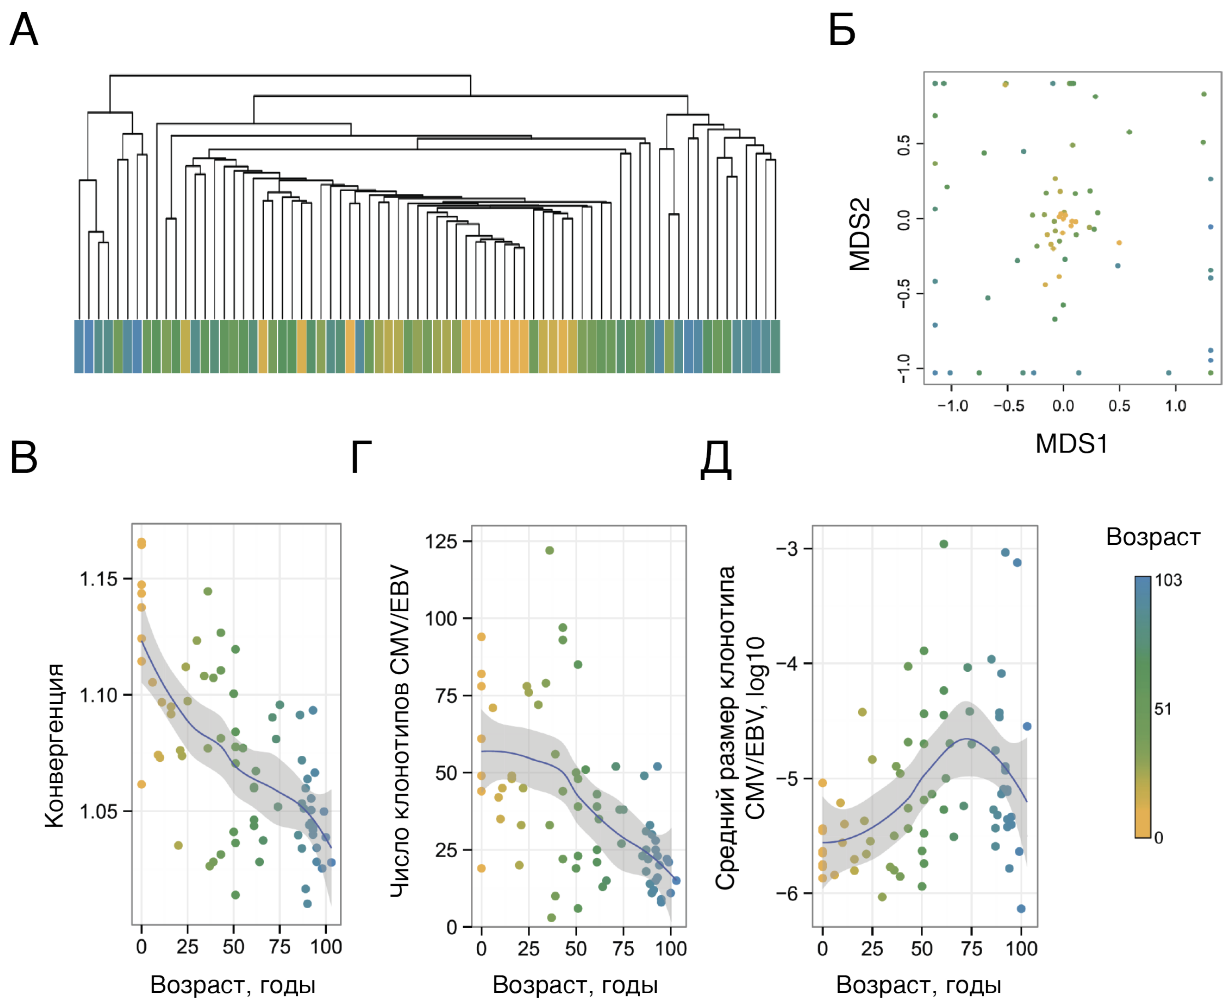 А
Б
MDS2
0.5
0.0
−0.5
−1.0
−1.0
−0.5
0.0
0.5
1.0
MDS1
В
Г
Д
Конвергенция
1.15
1.10
1.05
0
25
50
75
100
Возраст, годы
Число клонотипов CMV/EBV
125
100
75
50
25
0
0
25
50
75
100
Возраст, годы
Средний размер клонотипа
CMV/EBV, log10
−3
−4
−5
−6
0
25
50
75
100
Возраст, годы
Возраст
103
51
0